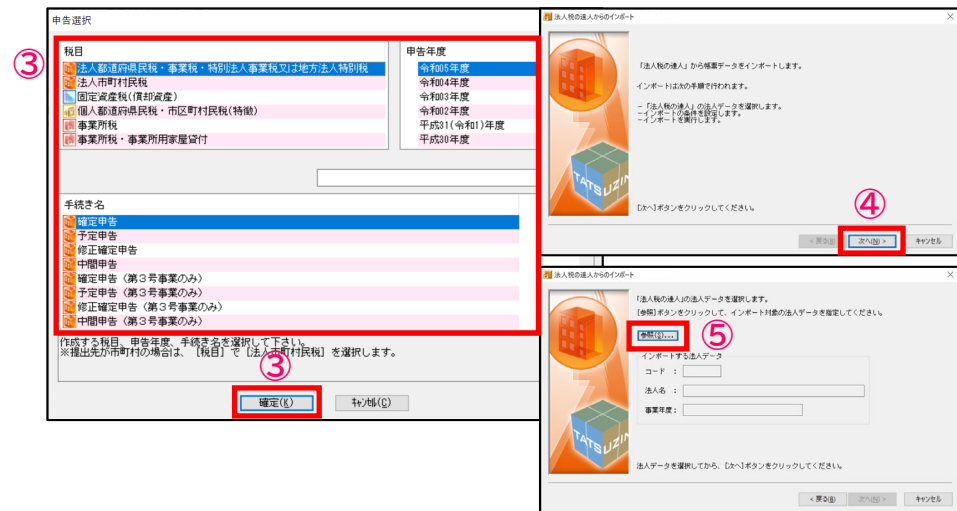 申告選択
③
税目
法人都道府県民税・事業税・特別法人事業税又は地方法人特別税
法人市町村民税
固定資産税(償却資産)
個人都道府県民税・市区町村民税(特徴)
事業所税
事業所税・事業所用家屋貸付
申告年度
令和05年度
令和04年度
令和03年度
令和02年度
平成31(令和1)年度
平成30年度
手続き名
確定申告
予定申告
修正確定申告
中間申告
確定申告（第3号事業のみ）
予定申告（第3号事業のみ）
修正確定申告（第3号事業のみ）
中間申告（第3号事業のみ）
作成する税目、申告年度、手続き名を選択して下さい。
※提出先が市町村の場合は、［税目］で［法人市町村民税］を選択します。
③
確定(K)
ｷｬﾝｾﾙ(C)
法人税の達人からのインポート
「法人税の達人」から帳票データをインポートします。
インポートは次の手順で行われます。
－「法人税の達人」の法人データを選択します。
－インポートの条件を設定します。
－インポートを実行します。
TATSUZIN
[次へ]ボタンをクリックしてください。
④
< 戻る(B)
次へ(N) >
キャンセル
法人税の達人からのインポート
「法人税の達人」の法人データを選択します。
[参照]ボタンをクリックして、インポート対象の法人データを指定してください。
参照(S)...
⑤
インポートする法人データ
コード ：
法人名 ：
事業年度：
TATSUZIN
法人データを選択してから、[次へ]ボタンをクリックしてください。
< 戻る(B)
次へ(N) >
キャンセル